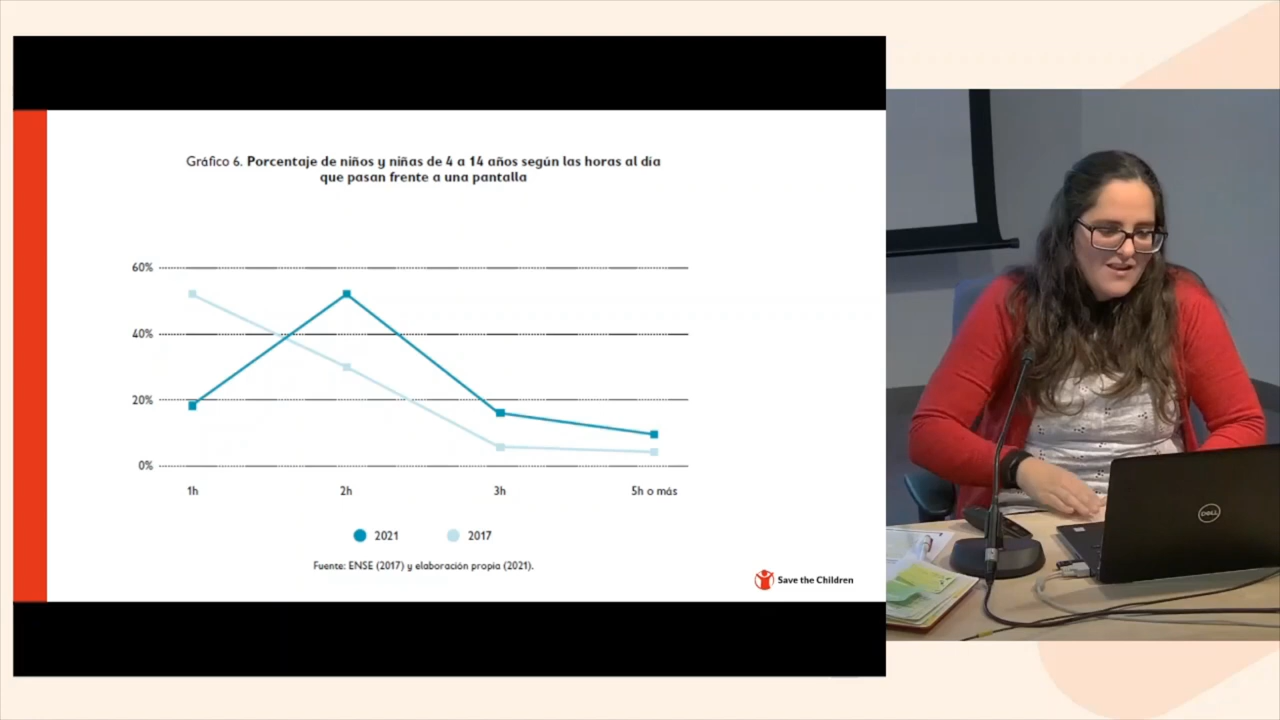 Gráfico 6. Porcentaje de niños y niñas de 4 a 14 años según las horas al día
que pasan frente a una pantalla
60%
40%
20%
0%
1h
2h
3h
5h o más
2021
2017
Fuente: ENSE (2017) y elaboración propia (2021).
Save the Children
DELL